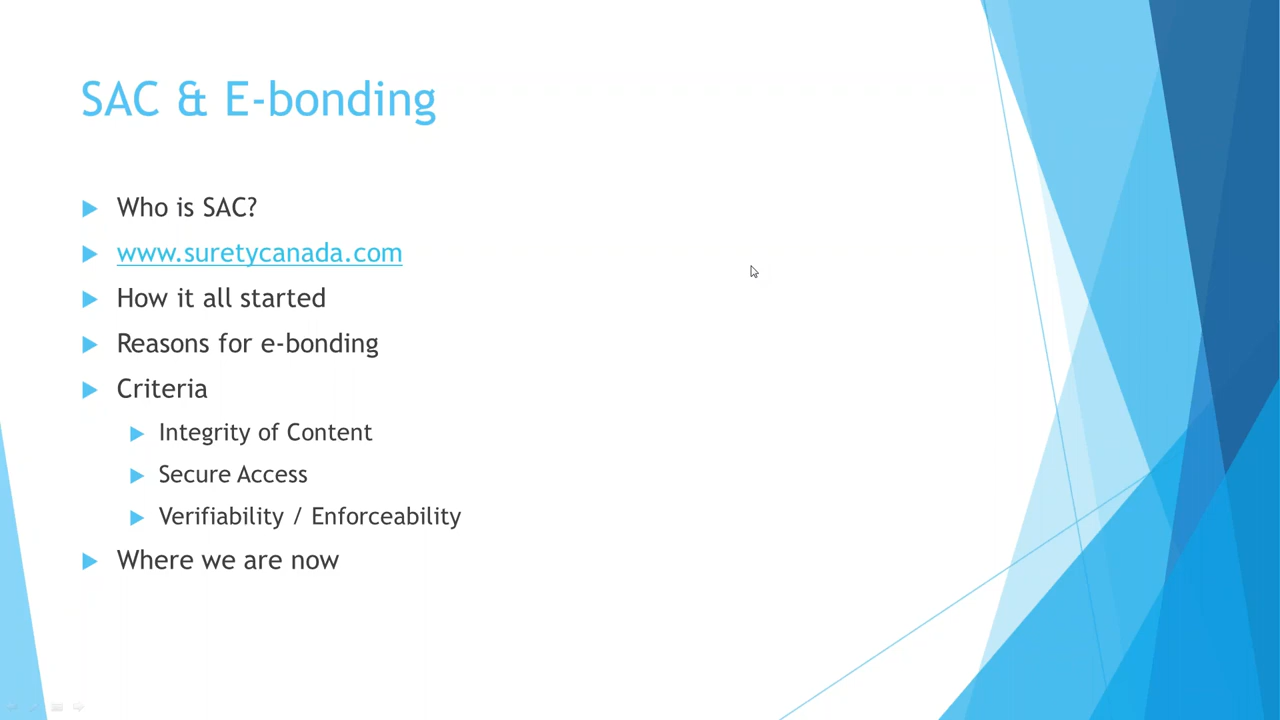 SAC & E-bonding
Who is SAC?
www.suretycanada.com
How it all started
Reasons for e-bonding
Criteria
Integrity of Content
Secure Access
Verifiability / Enforceability
Where we are now